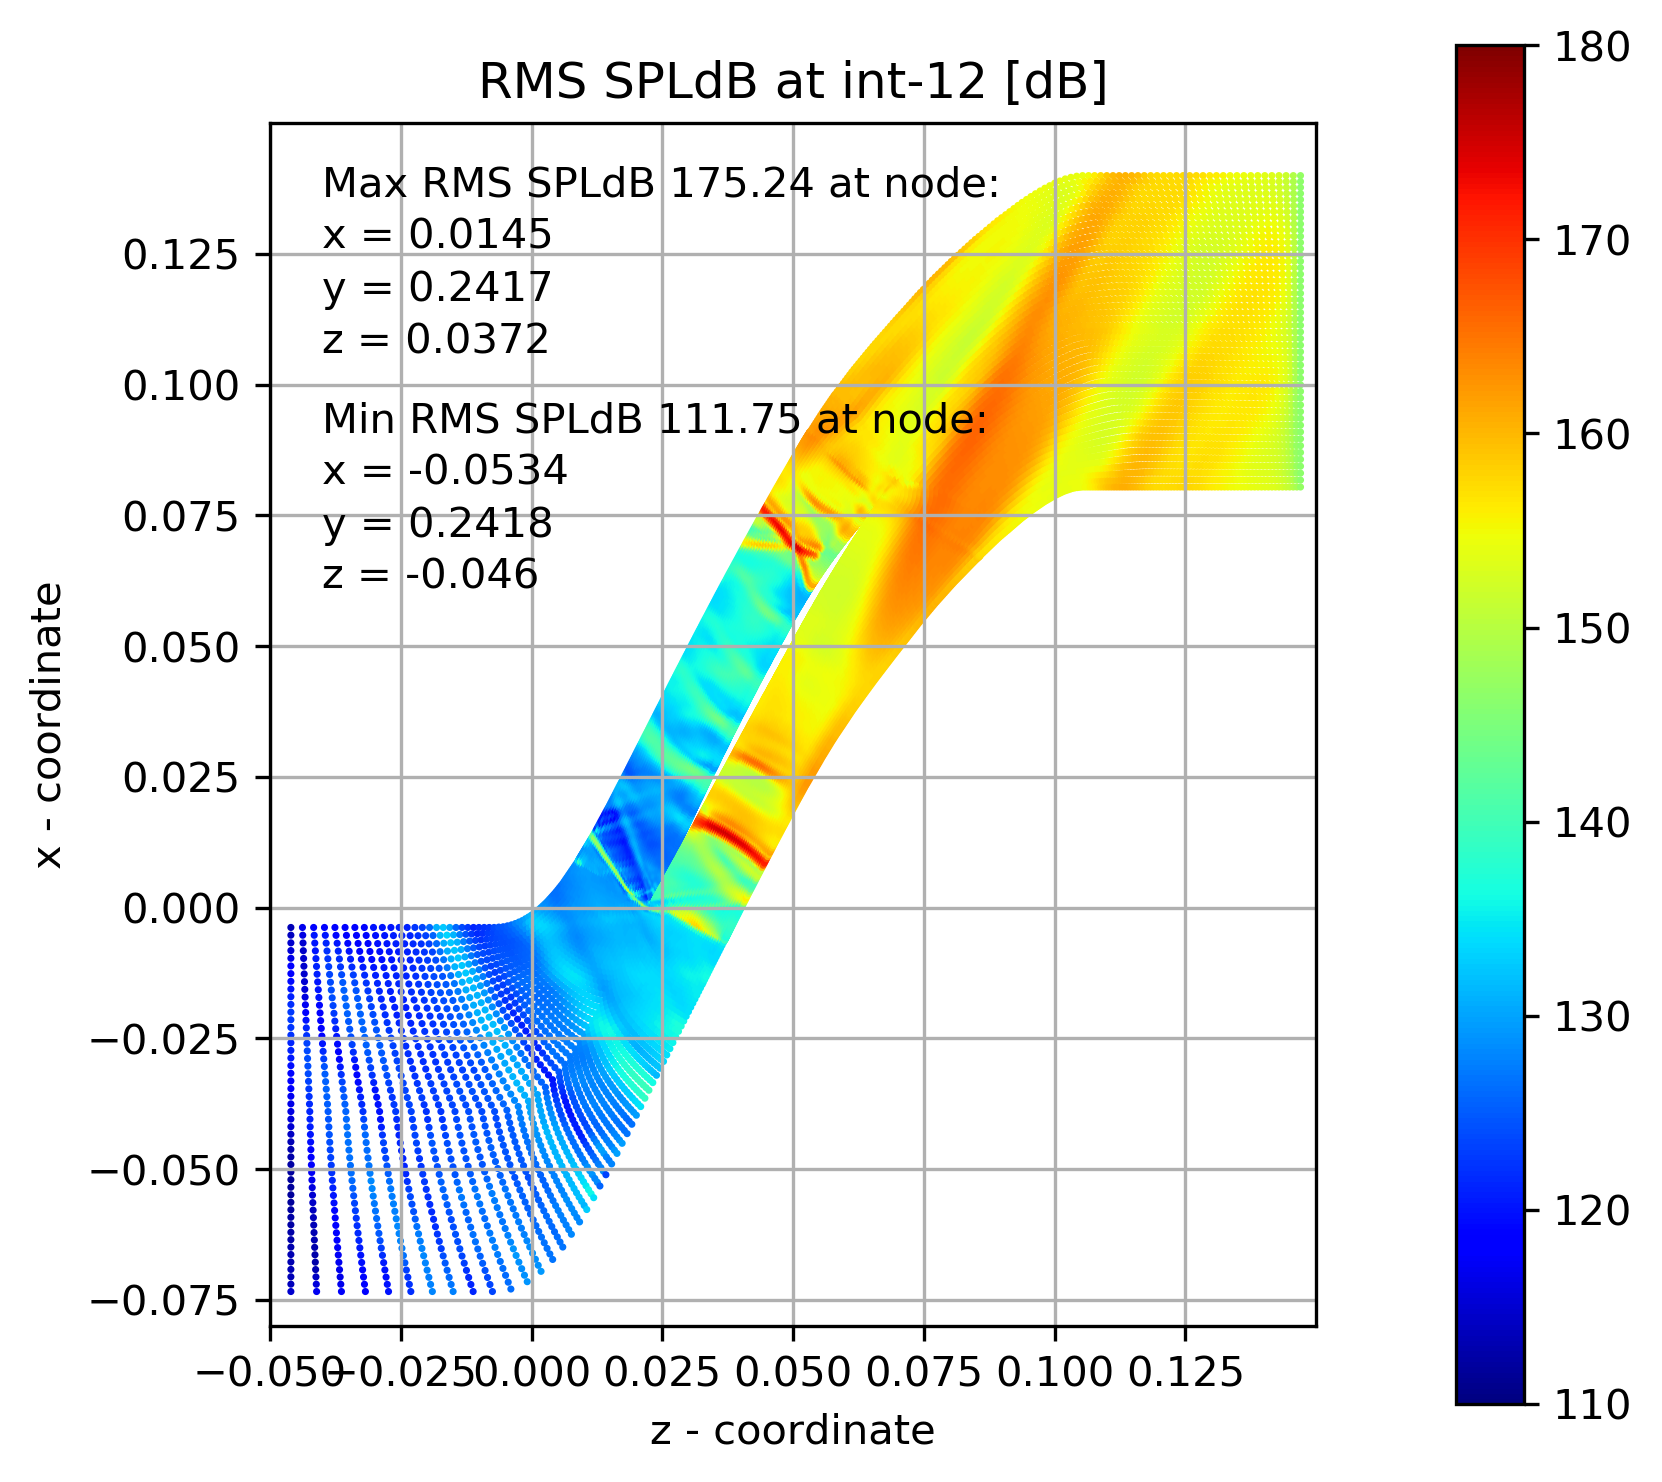 RMS SPLdB at int-12 [dB]
Max RMS SPLdB 175.24 at node:
x = 0.0145
y = 0.2417
z = 0.0372
Min RMS SPLdB 111.75 at node:
x = -0.0534
y = 0.2418
z = -0.046
x - coordinate
0.125
0.100
0.075
0.050
0.025
0.000
−0.025
−0.050
−0.075
−0.050 −0.025 0.000 0.025 0.050 0.075 0.100 0.125
z - coordinate
180
170
160
150
140
130
120
110